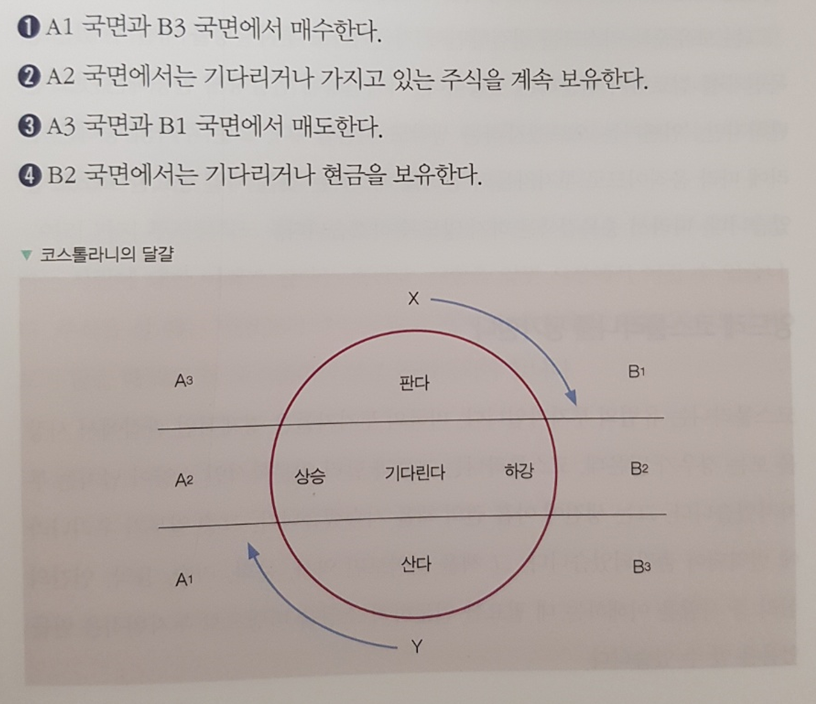 ❶ A1 국면과 B3 국면에서 매수한다.
❷ A2 국면에서는 기다리거나 가지고 있는 주식을 계속 보유한다.
❸ A3 국면과 B1 국면에서 매도한다.
❹ B2 국면에서는 기다리거나 현금을 보유한다.
▼ 코스톨라니의 달걀
X
A3 판다 B1
A2 상승 기다린다 하강 B2
A1 산다 B3
Y